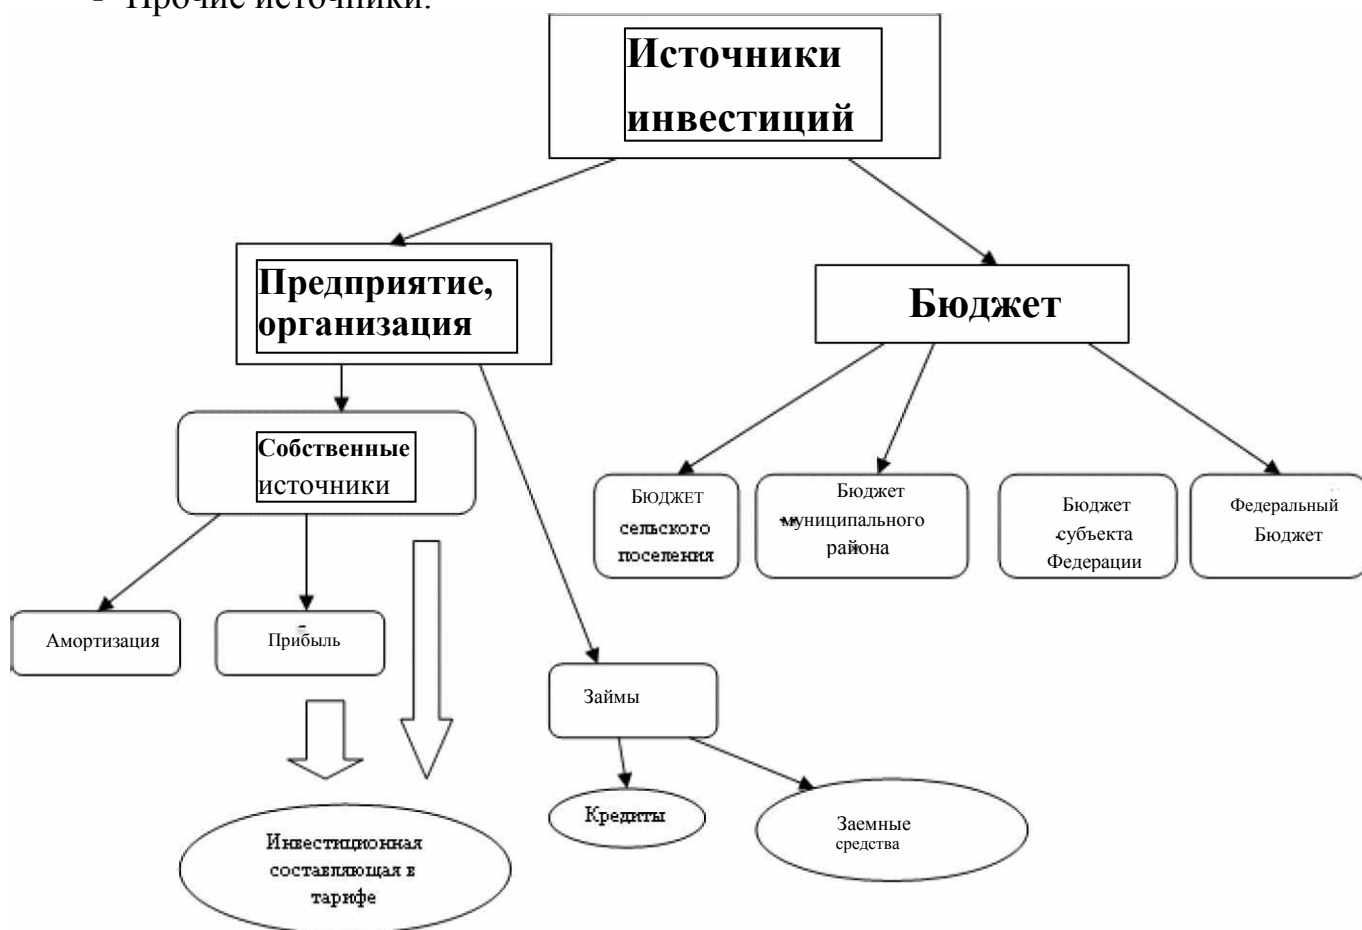 - Прочие источники.
Источники
инвестиций
Предприятие,
организация
Бюджет
Собственные
источники
БЮДЖЕТ
сельского
поселения
Бюджет
муниципального
района
Бюджет
субъекта
Федерации
Федеральный
Бюджет
Амортизация
Прибыль
Займы
Кредиты
Заемные
средства
Инвестиционная
составляющая в
тарифе